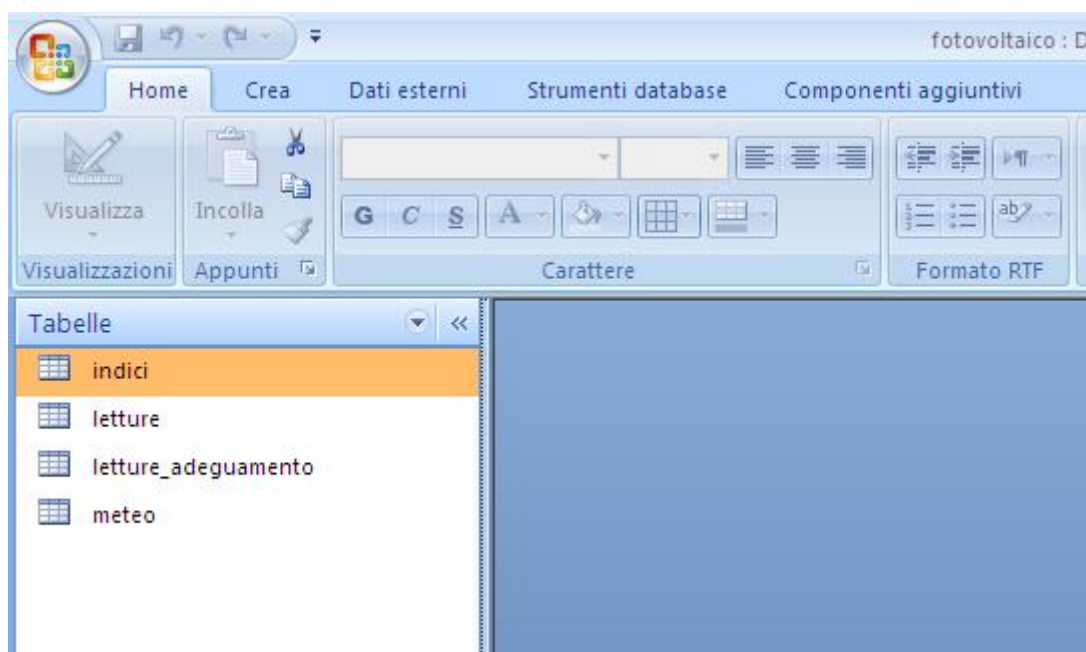 fotovoltaico : D
Home Crea Dati esterni Strumenti database Componenti aggiuntivi
Visualizza Incolla
G C S A ab
Visualizzazioni Appunti Carattere Formato RTF
Tabelle
indici
letture
letture_adeguamento
meteo